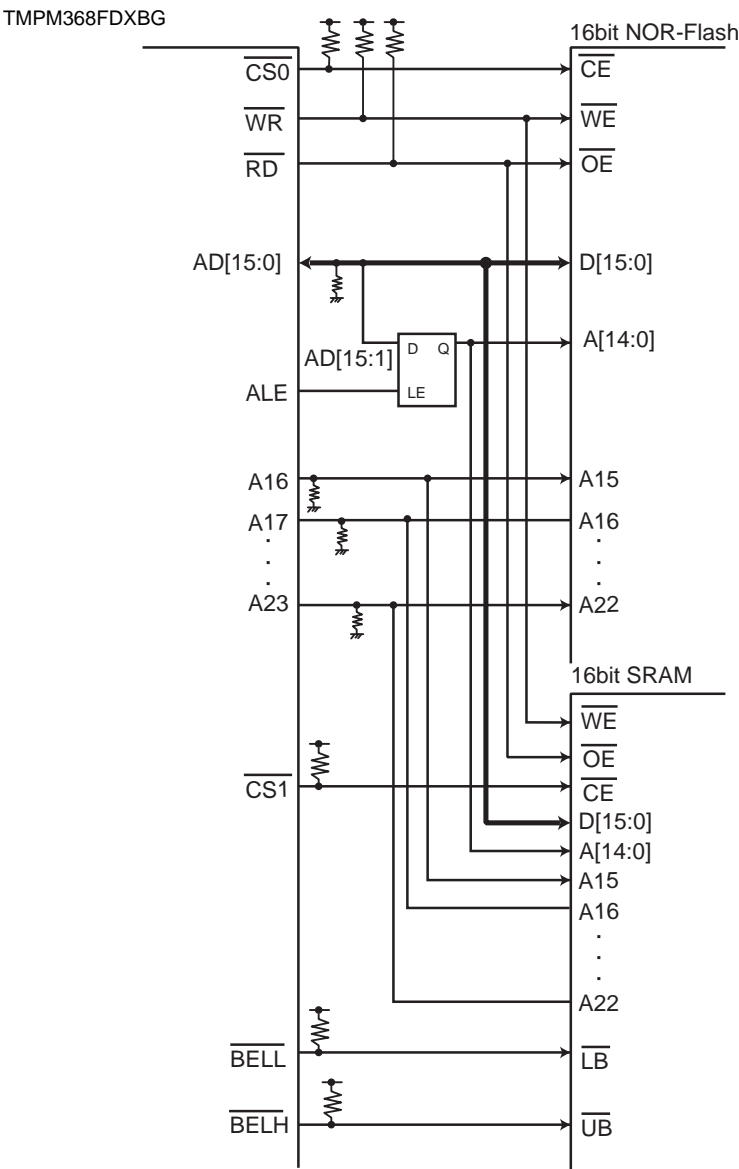 TMPM368FDXBG
16bit NOR-Flash
CS0
CE
WR
WE
RD
OE
AD[15:0]
D[15:0]
AD[15:1]
D Q
LE
A[14:0]
ALE
A16
A15
A17
A16
.
.
.
.
.
.
A23
A22
16bit SRAM
WE
OE
CS1
CE
D[15:0]
A[14:0]
A15
A16
.
.
.
A22
BELL
LB
BELH
UB